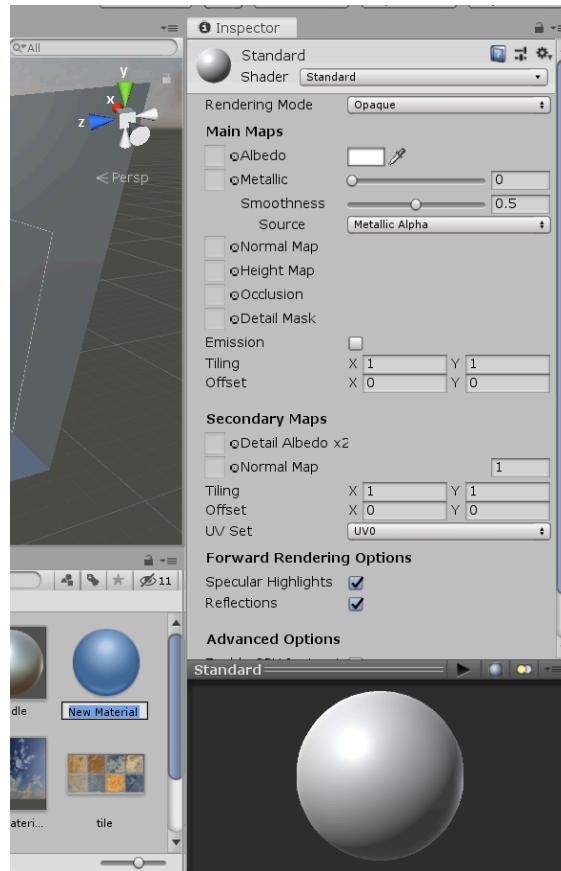 Inspector
All
Standard
Shader Standard
Rendering Mode Opaque
Main Maps
Albedo
Metallic 0
Smoothness 0.5
Source Metallic Alpha
Normal Map
Height Map
Occlusion
Detail Mask
Emission
Tiling X 1 Y 1
Offset X 0 Y 0
Secondary Maps
Detail Albedo x2
Normal Map 1
Tiling X 1 Y 1
Offset X 0 Y 0
UV Set UV0
Forward Rendering Options
Specular Highlights
Reflections
Advanced Options
Standard
y
x
z
Persp
11
dle
New Material
ateri...
tile